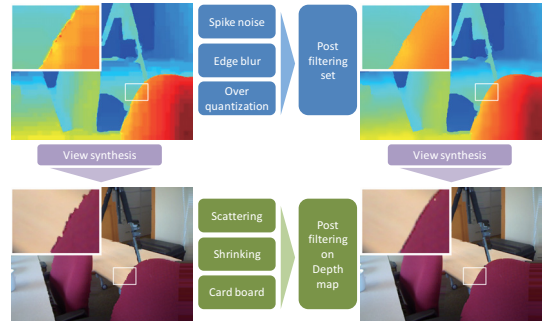 Spike noise
Edge blur
Over
quantization
Post
filtering
set
View synthesis
View synthesis
Scattering
Shrinking
Card board
Post
filtering
on
Depth
map